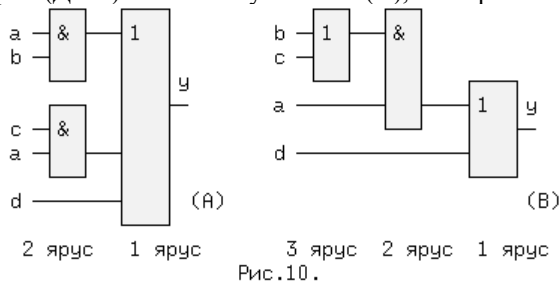 a & 1
b
y
c &
a
d (A)
b 1 &
c
a 1 y
d
(B)
2 ярус 1 ярус 3 ярус 2 ярус 1 ярус
Рис.10.